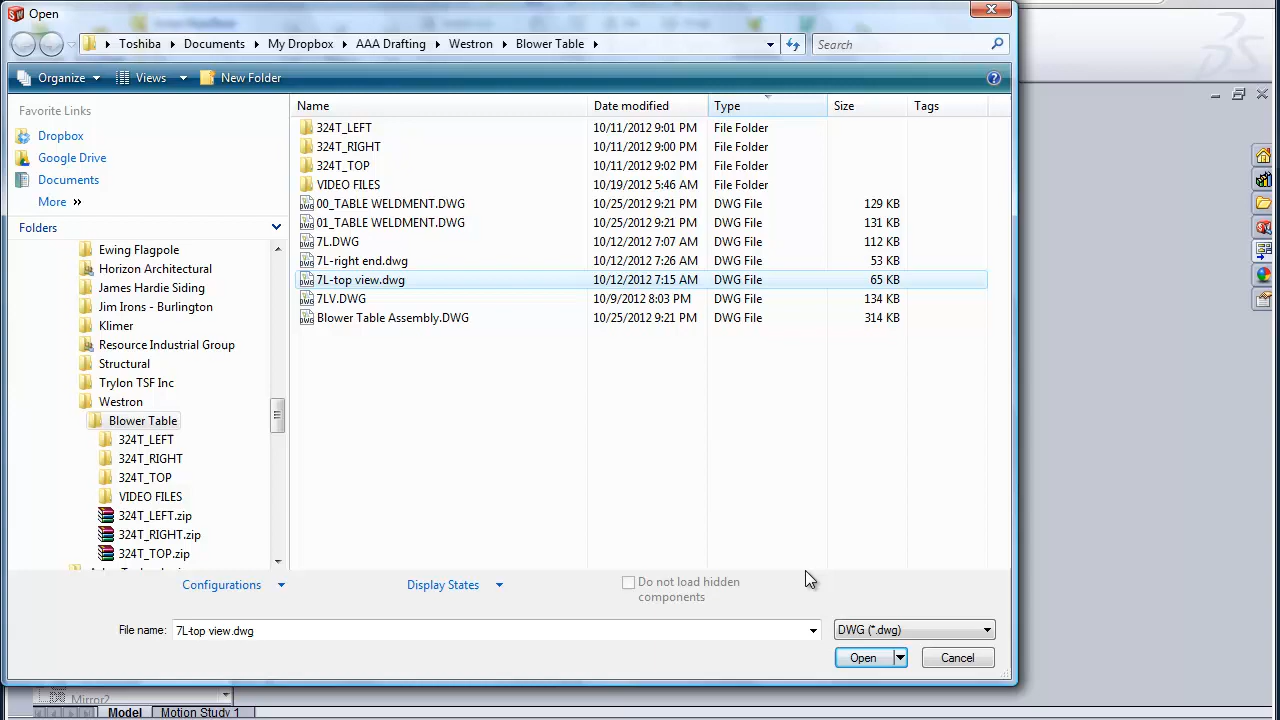 Open
Toshiba Documents My Dropbox AAA Drafting Westron Blower Table Search
Organize Views New Folder
Favorite Links
Dropbox
Google Drive
Documents
More
Folders
Ewing Flagpole
Horizon Architectural
James Hardie Siding
Jim Irons - Burlington
Klimer
Resource Industrial Group
Structural
Trylon TSF Inc
Westron
Blower Table
324T_LEFT
324T_RIGHT
324T_TOP
VIDEO FILES
324T_LEFT.zip
324T_RIGHT.zip
324T_TOP.zip
Name Date modified Type Size Tags
324T_LEFT 10/11/2012 9:01 PM File Folder
324T_RIGHT 10/11/2012 9:00 PM File Folder
324T_TOP 10/11/2012 9:02 PM File Folder
VIDEO FILES 10/19/2012 5:46 AM File Folder
00_TABLE WELDMENT.DWG 10/25/2012 9:21 PM DWG File 129 KB
01_TABLE WELDMENT.DWG 10/25/2012 9:21 PM DWG File 131 KB
7L.DWG 10/12/2012 7:07 AM DWG File 112 KB
7L-right end.dwg 10/12/2012 7:26 AM DWG File 53 KB
7L-top view.dwg 10/12/2012 7:15 AM DWG File 65 KB
7LV.DWG 10/9/2012 8:03 PM DWG File 134 KB
Blower Table Assembly.DWG 10/25/2012 9:21 PM DWG File 314 KB
Configurations Display States Do not load hidden
components
File name: 7L-top view.dwg DWG (*.dwg)
Open Cancel
Mirror2
Model Motion Study 1